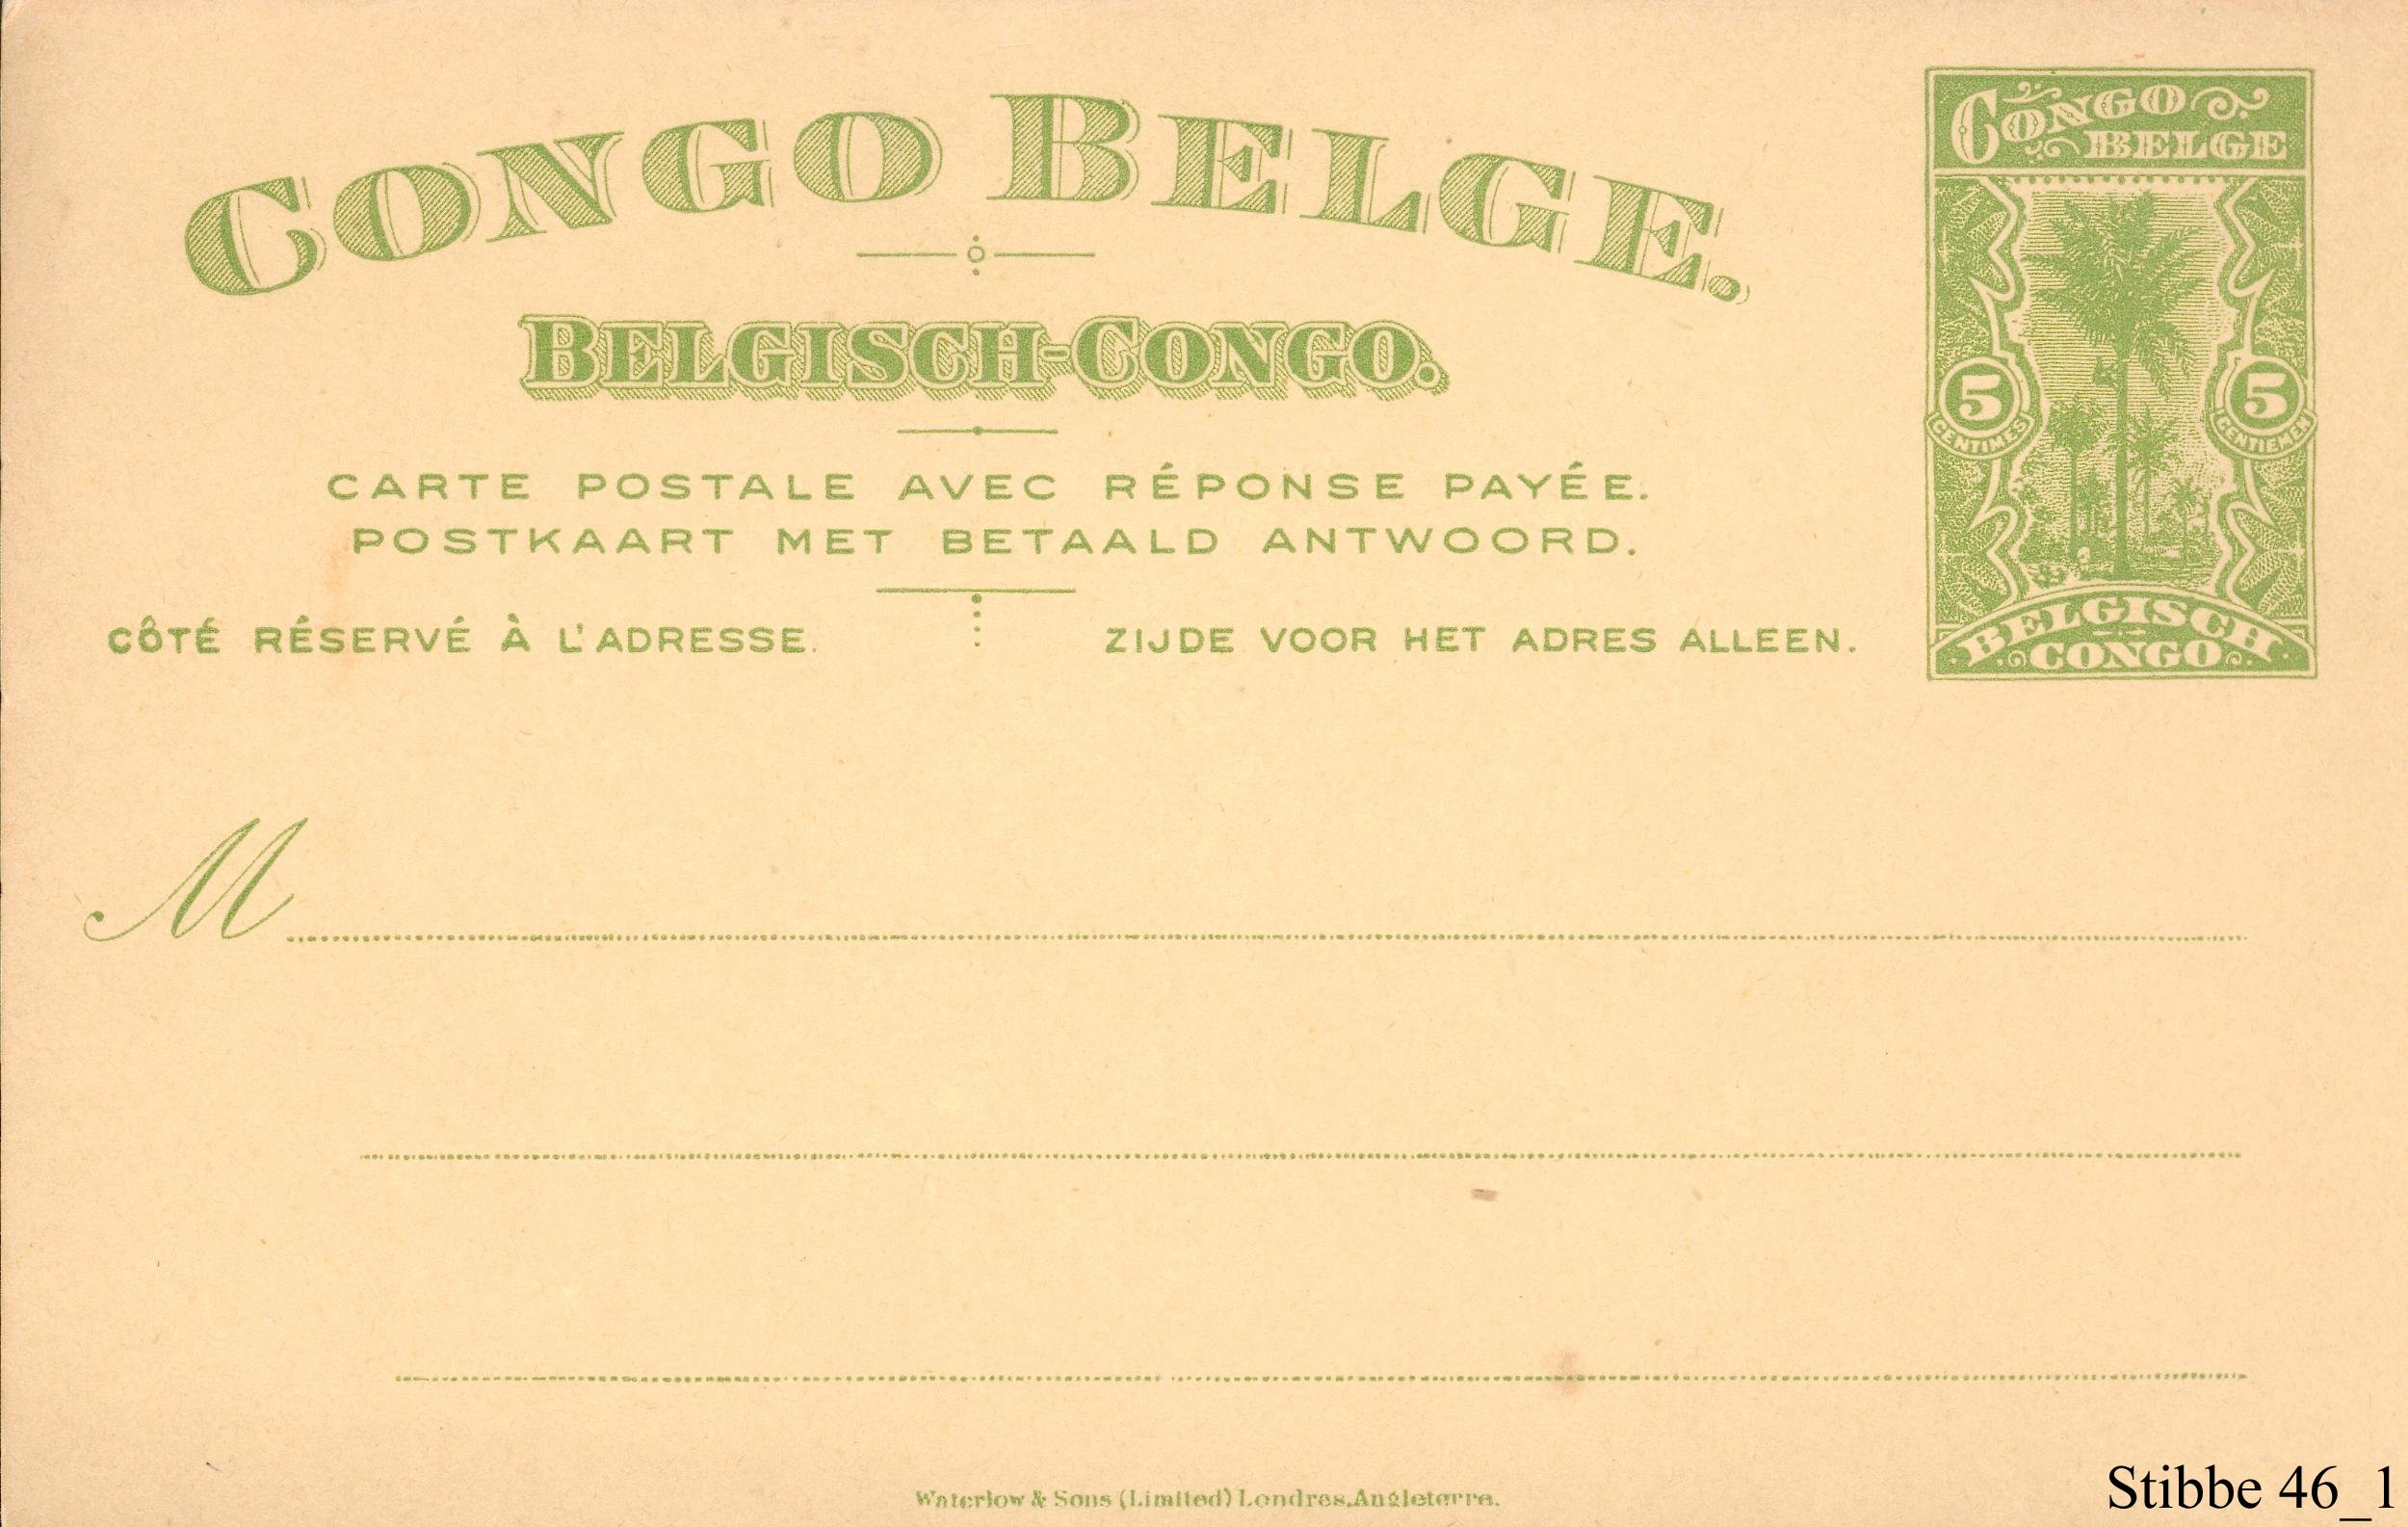 CONGO BELGE.
BELGISCH-CONGO.
CARTE POSTALE AVEC RÉPONSE PAYÉE.
POSTKAART MET BETAALD ANTWOORD.
CÔTÉ RÉSERVÉ À L'ADRESSE.
ZIJDE VOOR HET ADRES ALLEEN.
CONGO
BELGE
5
CENTIMES
5
CENTIEMEN
BELGISCH
CONGO
M
Waterlow & Sons (Limited) Londres, Angleterre.
Stibbe 46_1